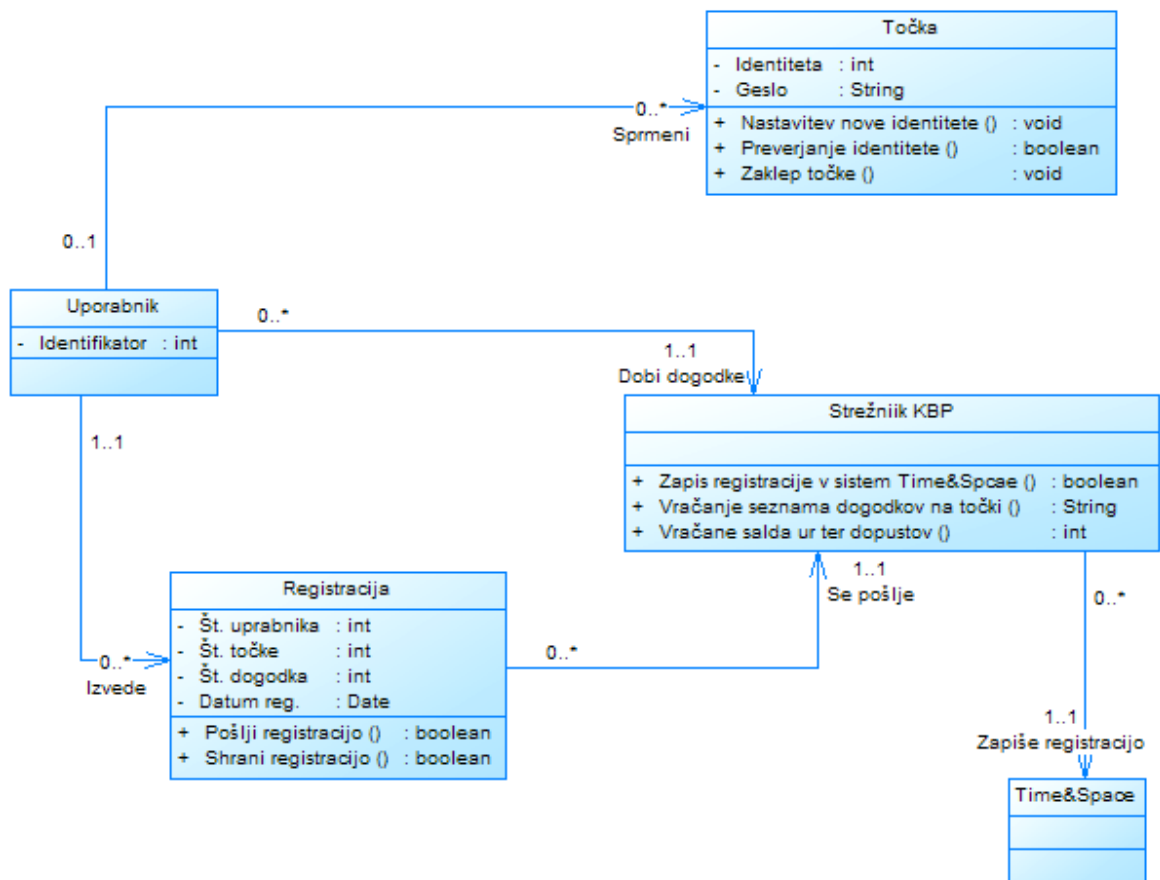 Točka
- Identiteta : int
- Geslo : String
+ Nastavitev nove identitete () : void
+ Preverjanje identitete () : boolean
+ Zaklep točke () : void
0..*
Sprmeni
0..1
Uporabnik
- Identifikator : int
0..*
1..1
Dobi dogodke
1..1
Strežniik KBP
+ Zapis registracije v sistem Time&Spcae () : boolean
+ Vračanje seznama dogodkov na točki () : String
+ Vračane salda ur ter dopustov () : int
1..1
Se pošlje
0..*
Registracija
- Št. uprabnika : int
- Št. točke : int
- Št. dogodka : int
- Datum reg. : Date
+ Pošlji registracijo () : boolean
+ Shrani registracijo () : boolean
0..*
Izvede
0..*
1..1
Zapiše registracijo
Time&Space